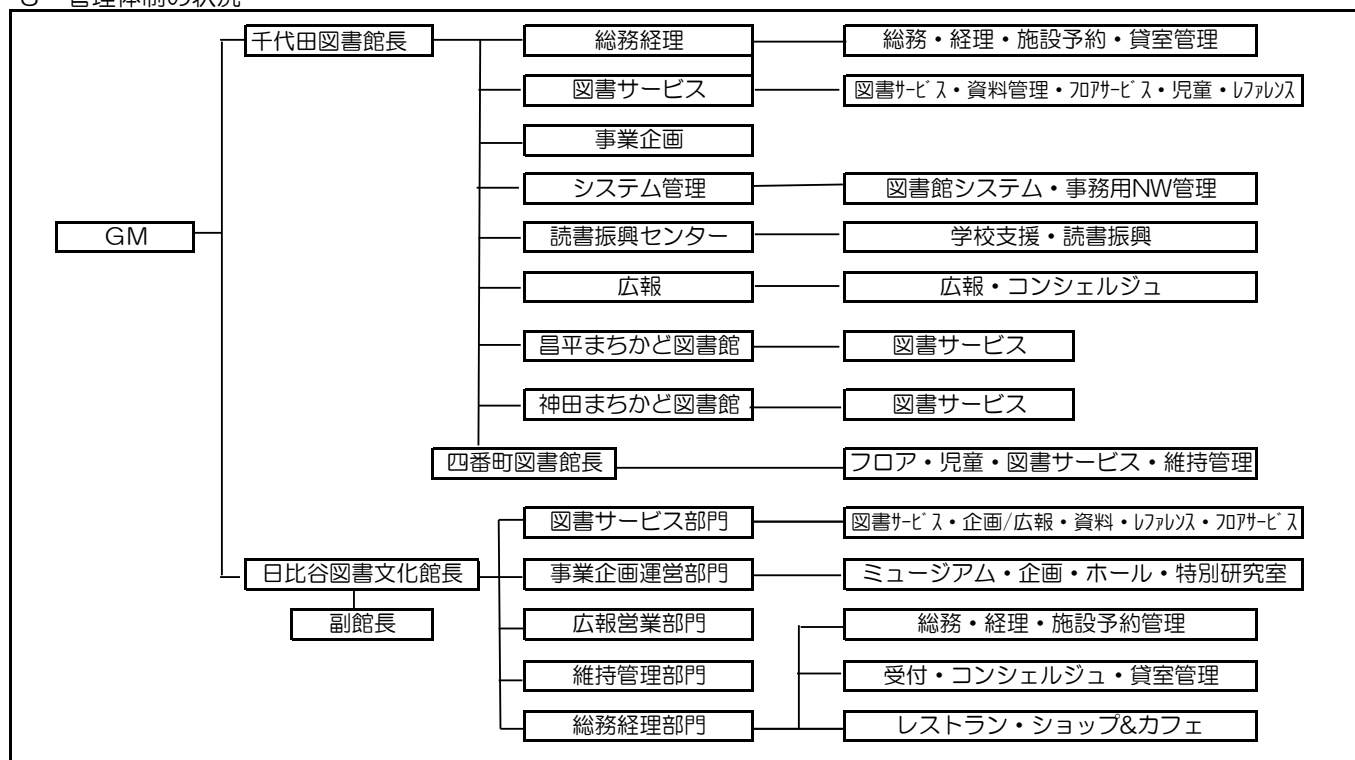 管理体制の状況
千代田図書館長 総務経理 総務・経理・施設予約・貸室管理
図書サービス 図書ｻｰﾋﾞｽ・資料管理・ﾌﾛｱｻｰﾋﾞｽ・児童・ﾚﾌｧﾚﾝｽ
事業企画
システム管理 図書館システム・事務用NW管理
GM 読書振興センター 学校支援・読書振興
広報 広報・コンシェルジュ
昌平まちかど図書館 図書サービス
神田まちかど図書館 図書サービス
四番町図書館長 フロア・児童・図書サービス・維持管理
図書サービス部門 図書ｻｰﾋﾞｽ・企画/広報・資料・ﾚﾌｧﾚﾝｽ・ﾌﾛｱｻｰﾋﾞｽ
日比谷図書文化館長 事業企画運営部門 ミュージアム・企画・ホール・特別研究室
副館長 広報営業部門 総務・経理・施設予約管理
維持管理部門 受付・コンシェルジュ・貸室管理
総務経理部門 レストラン・ショップ&カフェ